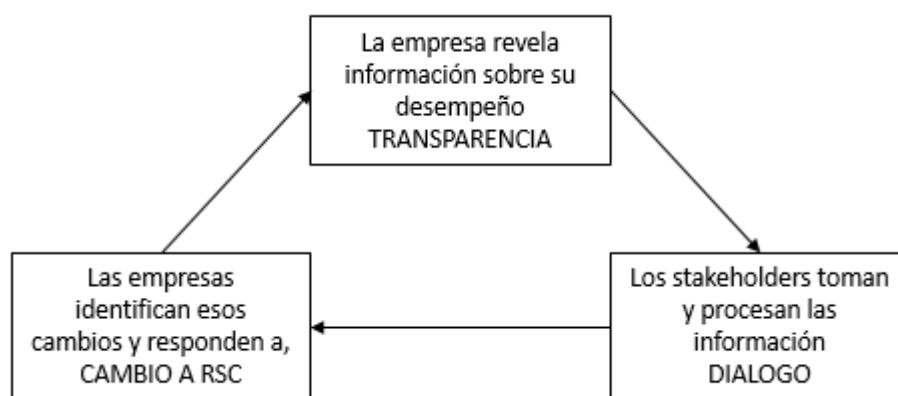 La empresa revela
información sobre su
desempeño
TRANSPARENCIA
Las empresas
identifican esos
cambios y responden a,
CAMBIO A RSC
Los stakeholders toman
y procesan las
información
DIALOGO